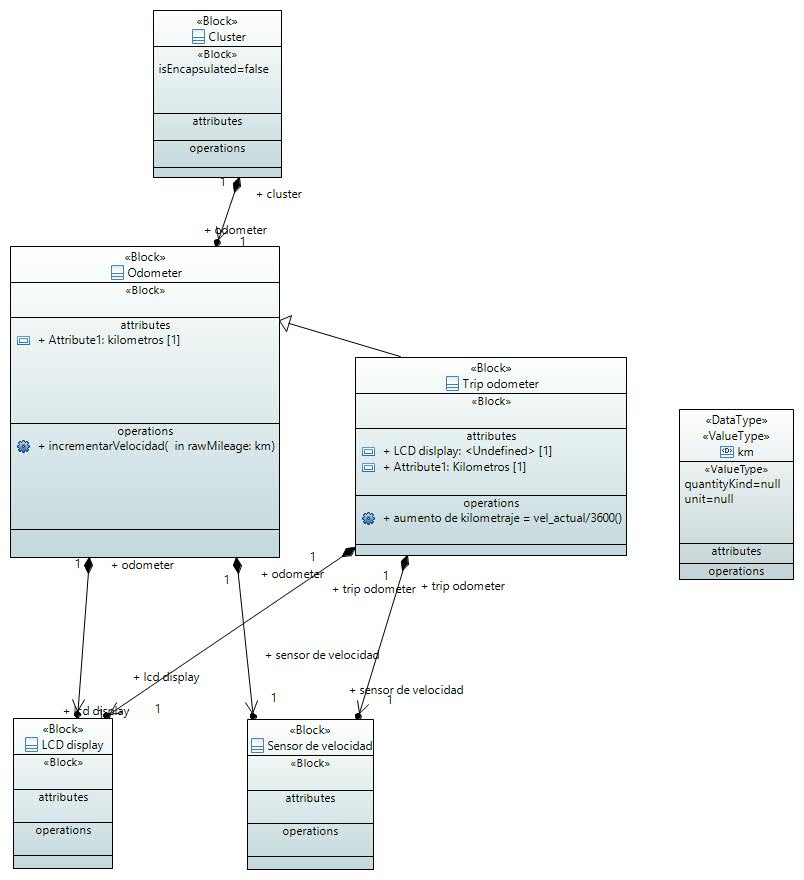 «Block»
Cluster
«Block»
isEncapsulated=false
attributes
operations
1
+ cluster
+ odometer
1
«Block»
Odometer
«Block»
attributes
+ Attribute1: kilometros [1]
operations
+ incrementarVelocidad( in rawMileage: km)
«Block»
Trip odometer
«Block»
attributes
+ LCD dislplay: <Undefined> [1]
+ Attribute1: Kilometros [1]
operations
+ aumento de kilometraje = vel_actual/3600()
«DataType»
«ValueType»
km
«ValueType»
quantityKind=null
unit=null
attributes
operations
1
+ odometer
1
+ odometer
1
+ trip odometer
1
+ trip odometer
+ sensor de velocidad
+ lcd display
+ sensor de velocidad
1
1
+ lcd display
1
«Block»
LCD display
«Block»
attributes
operations
«Block»
Sensor de velocidad
«Block»
attributes
operations